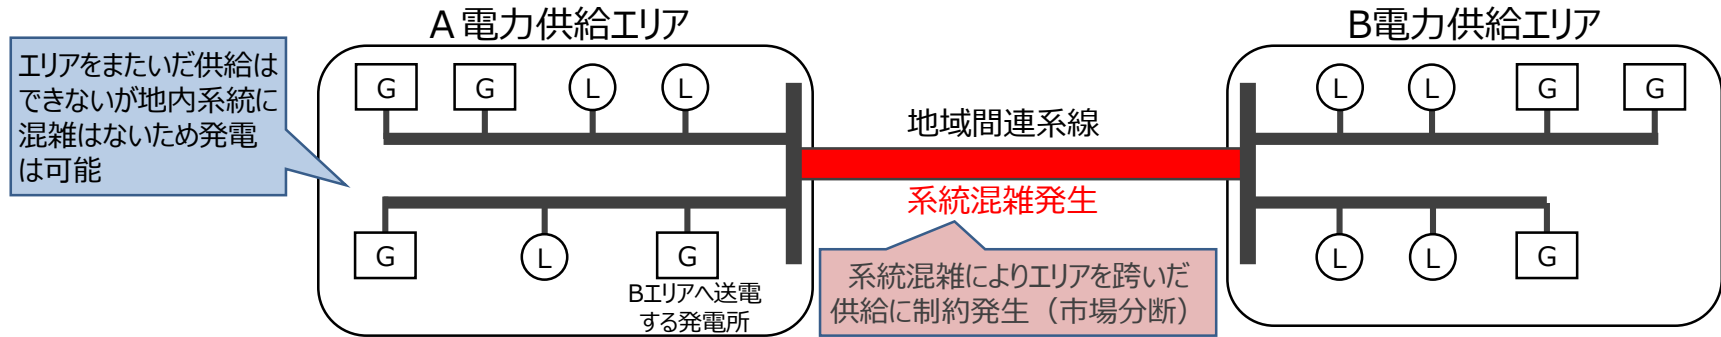 A電力供給エリア
B電力供給エリア
エリアをまたいだ供給は
できないが地内系統に
混雑はないため発電
は可能
G
G
L
L
地域間連系線
L
L
G
G
系統混雑発生
G
L
G
Bエリアへ送電
する発電所
系統混雑によりエリアを跨いだ
供給に制約発生（市場分断）
L
L
G